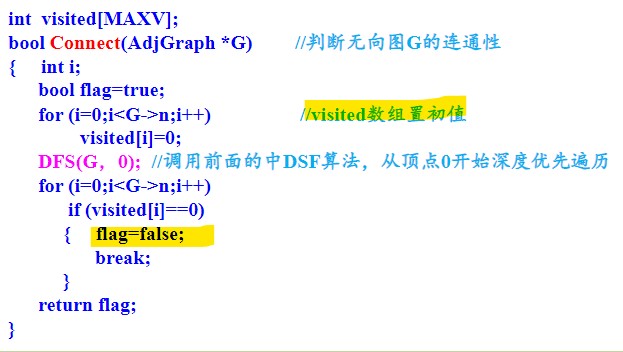 int visited[MAXV];
bool Connect(AdjGraph *G) //判断无向图G的连通性
{ int i;
bool flag=true;
for (i=0;i<G->n;i++) //visited数组置初值
visited[i]=0;
DFS(G，0); //调用前面的中DSF算法，从顶点0开始深度优先遍历
for (i=0;i<G->n;i++)
if (visited[i]==0)
{ flag=false;
break;
}
return flag;
}